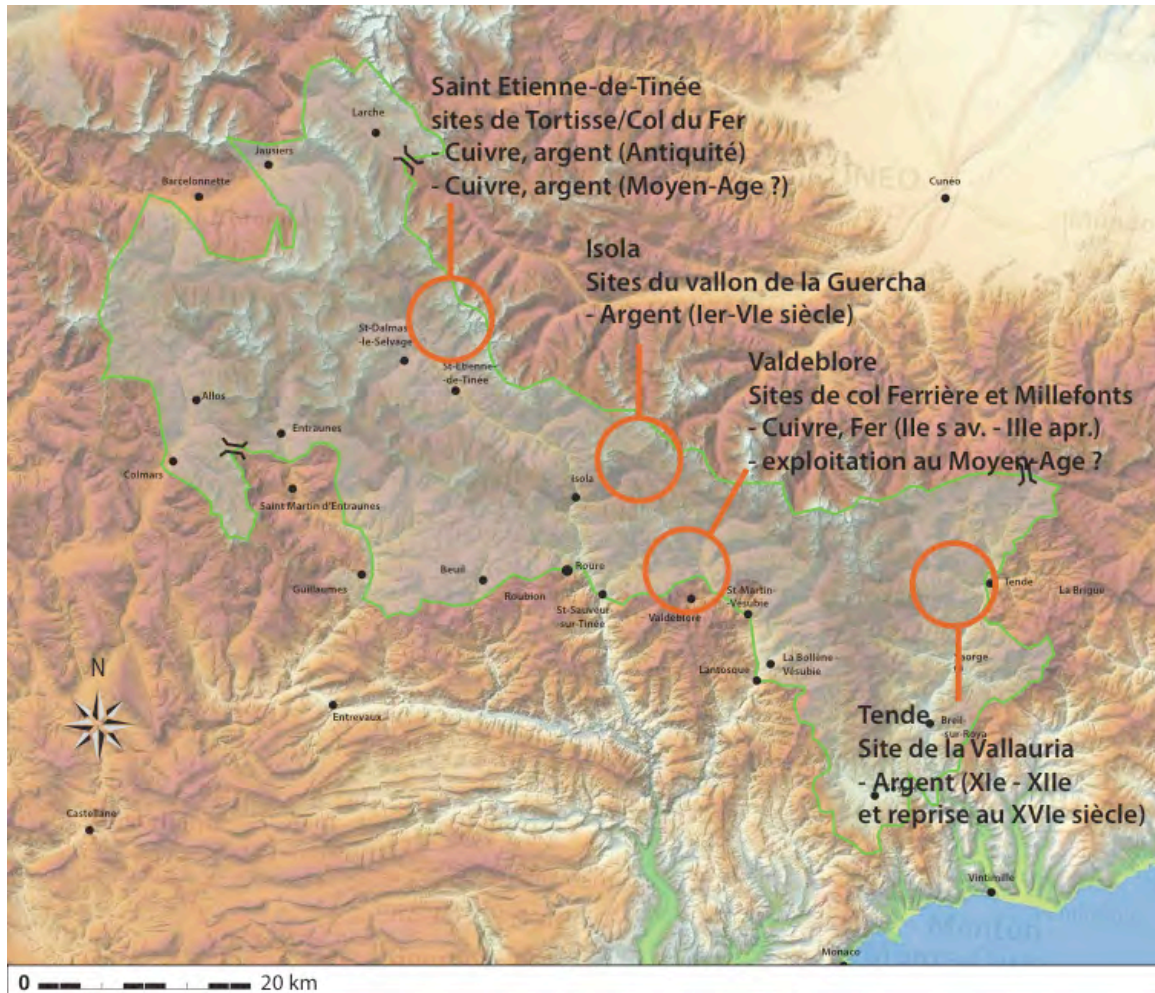 Saint Etienne-de-Tinée
sites de Tortisse/Col du Fer
- Cuivre, argent (Antiquité)
- Cuivre, argent (Moyen-Age ?)
Larche
Jausiers
Barcelonnette
Cunéo
Isola
Sites du vallon de la Guercha
- Argent (Ier-VIe siècle)
St-Dalmas
-le-Selvage
St-Etienne-
-de-Tinée
Valdeblore
Sites de col Ferrière et Millefonts
- Cuivre, Fer (IIe s av. - IIIe apr.)
- exploitation au Moyen-Age ?
Allos
Entraunes
Colmars
Saint Martin d'Entraunes
Isola
Guillaumes
Beuil
Roubion
Roure
St-Sauveur
-sur-Tinée
Valdeblore
St-Martin-
-Vésubie
Tende
La Brigue
La Bollène-
Vésubie
Lantosque
N
Entrevaux
Breil-
-sur-Roya
Tende
Site de la Vallauria
- Argent (XIe - XIIe
et reprise au XVIe siècle)
Castellane
Vintimille
Monaco
0
20 km